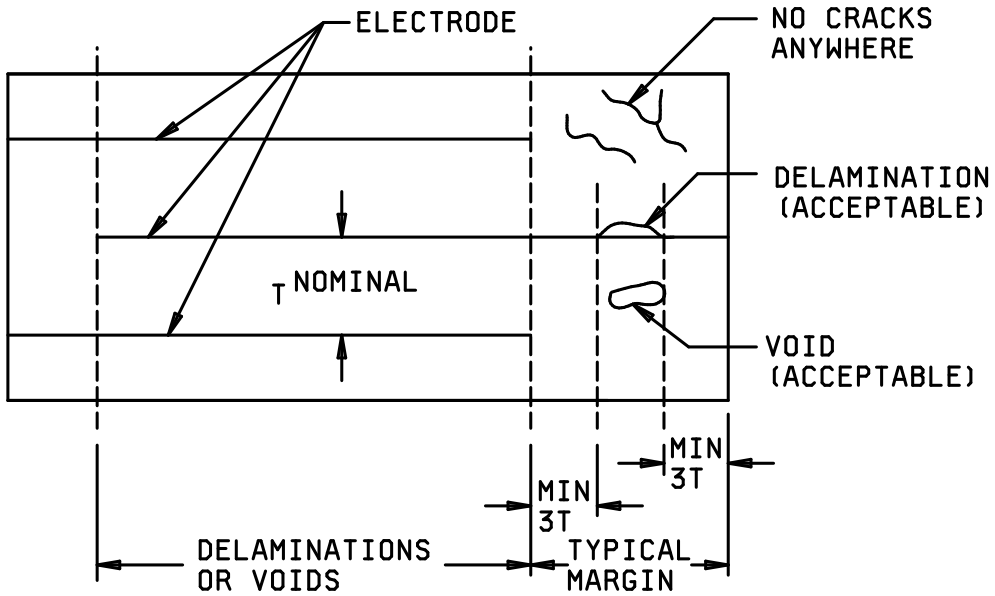 ELECTRODE
NO CRACKS
ANYWHERE
DELAMINATION
(ACCEPTABLE)
T NOMINAL
VOID
(ACCEPTABLE)
MIN
3T
MIN
3T
DELAMINATIONS
OR VOIDS
TYPICAL
MARGIN